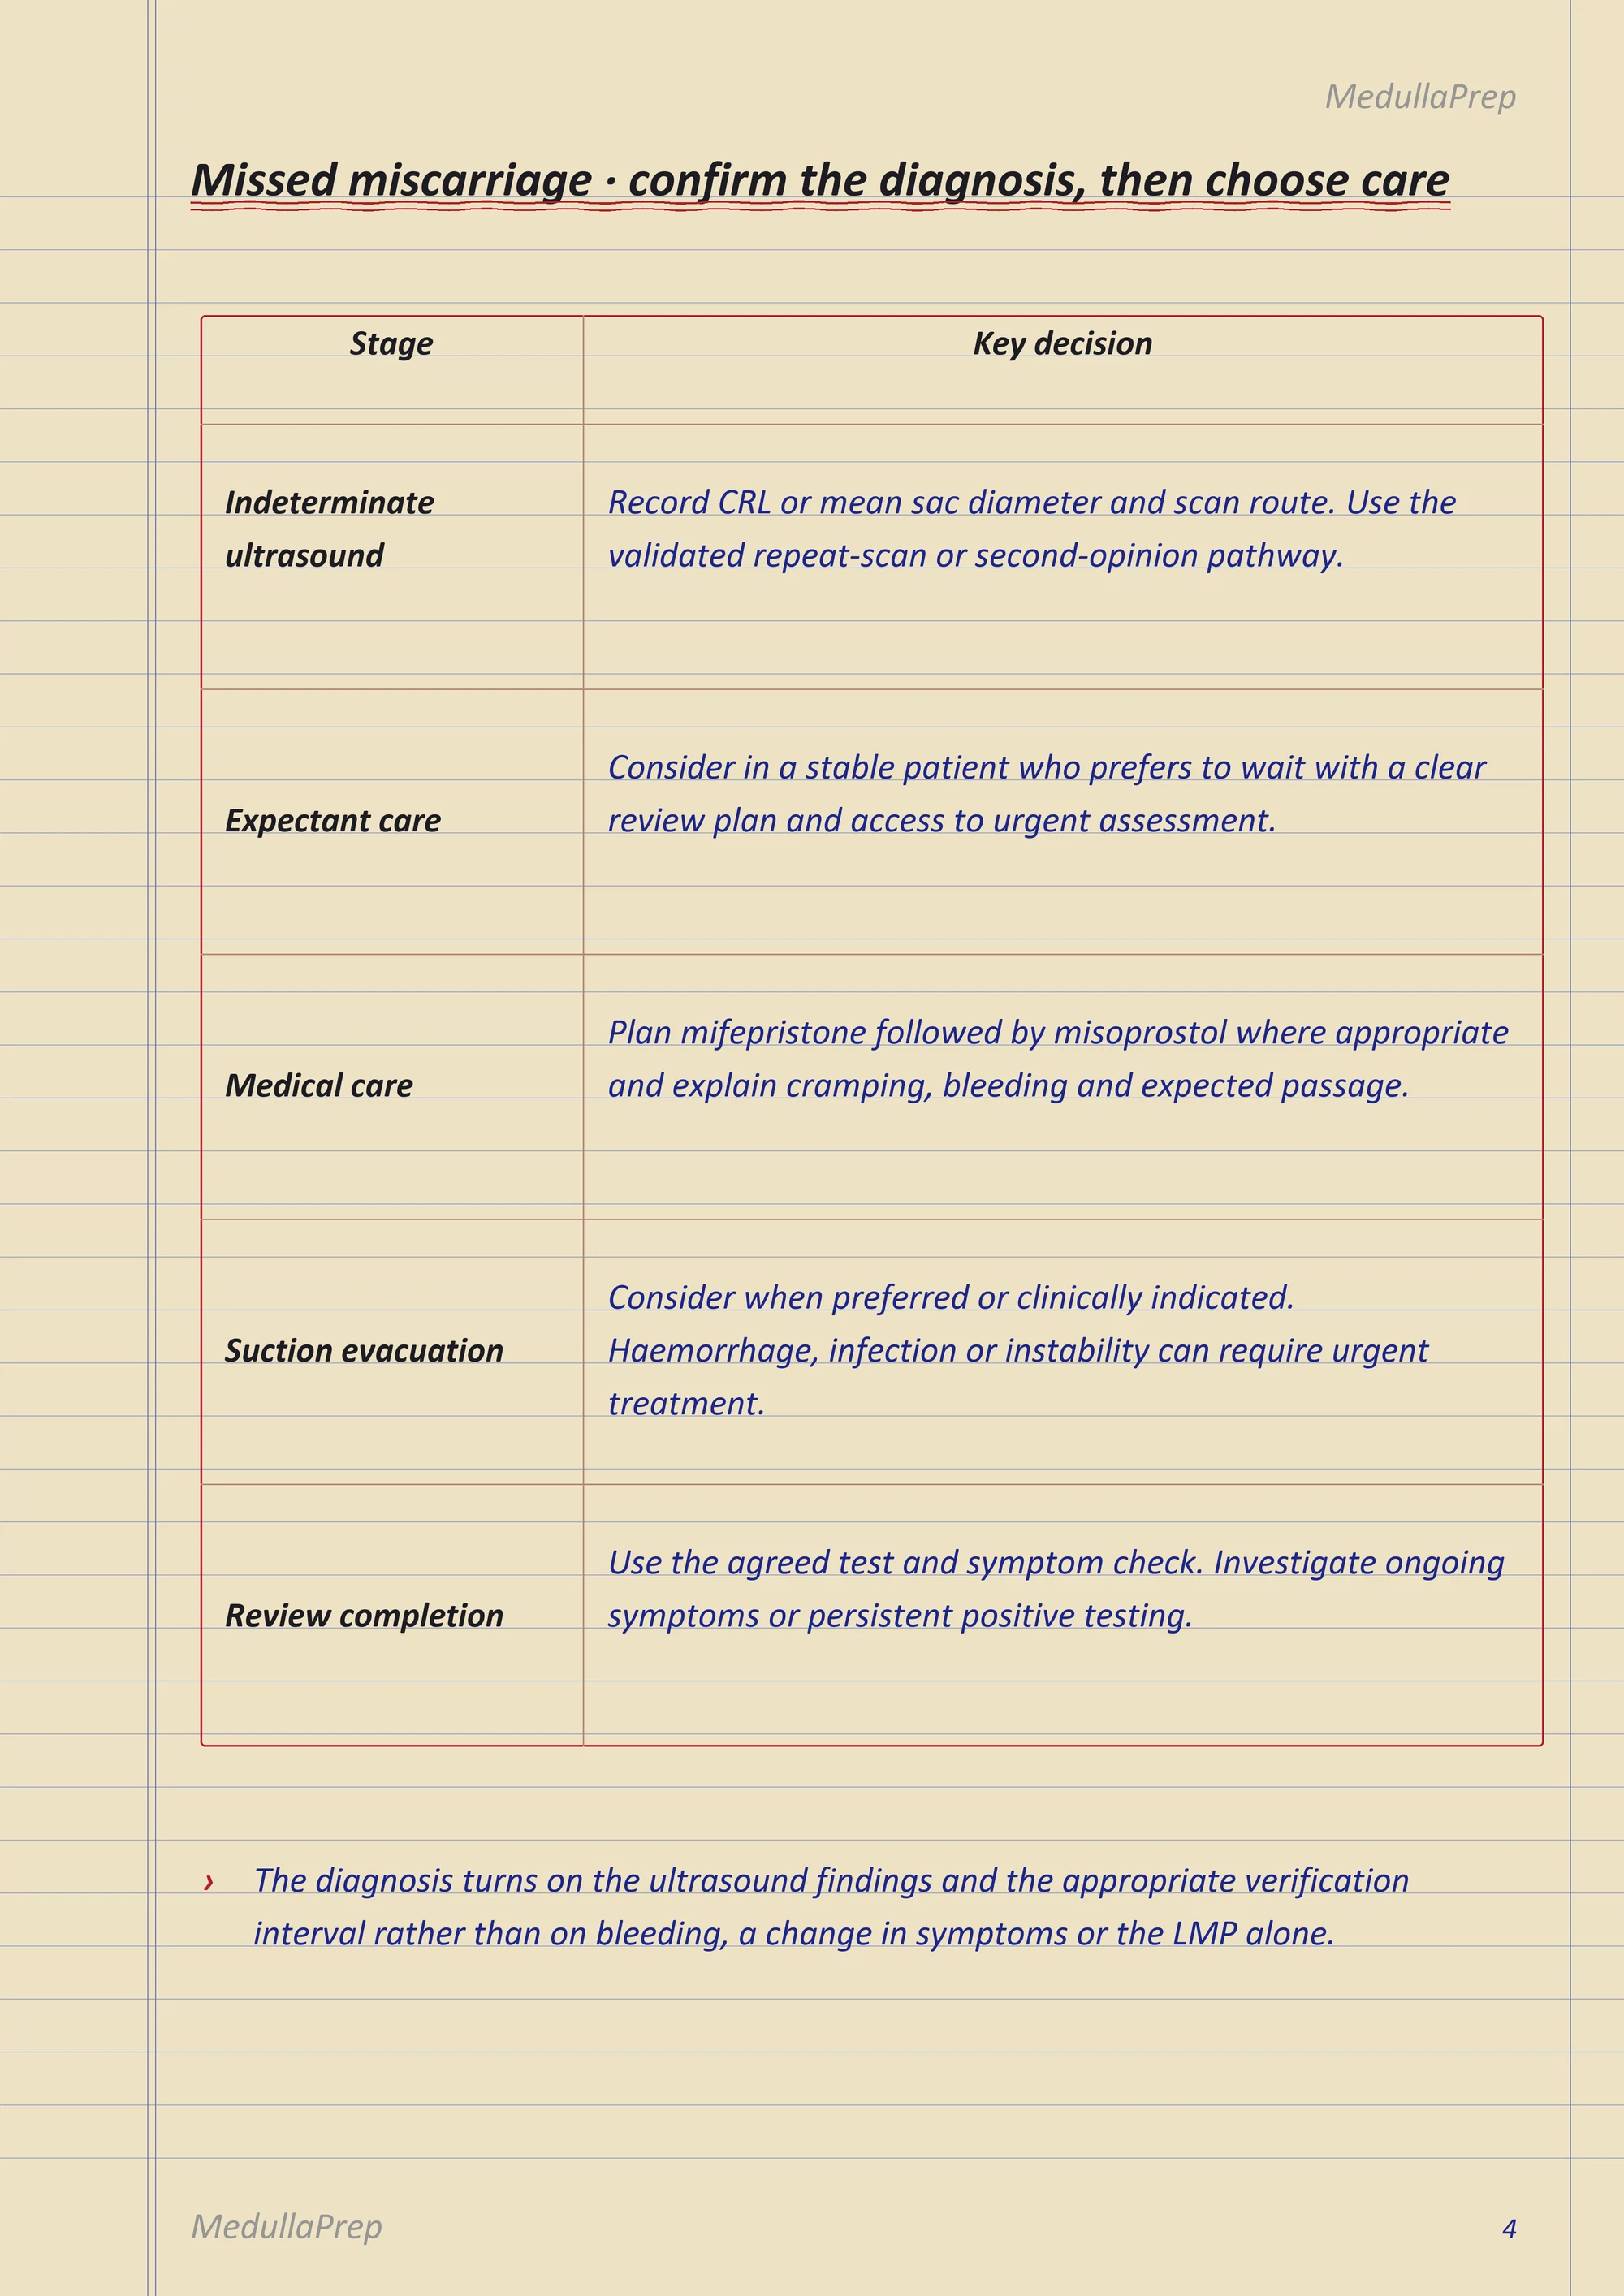 MedullaPrep
Missed miscarriage · confirm the diagnosis, then choose care
Stage
Key decision
Indeterminate
ultrasound
Record CRL or mean sac diameter and scan route. Use the
validated repeat-scan or second-opinion pathway.
Expectant care
Consider in a stable patient who prefers to wait with a clear
review plan and access to urgent assessment.
Medical care
Plan mifepristone followed by misoprostol where appropriate
and explain cramping, bleeding and expected passage.
Suction evacuation
Consider when preferred or clinically indicated.
Haemorrhage, infection or instability can require urgent
treatment.
Review completion
Use the agreed test and symptom check. Investigate ongoing
symptoms or persistent positive testing.
› The diagnosis turns on the ultrasound findings and the appropriate verification
interval rather than on bleeding, a change in symptoms or the LMP alone.
MedullaPrep
4